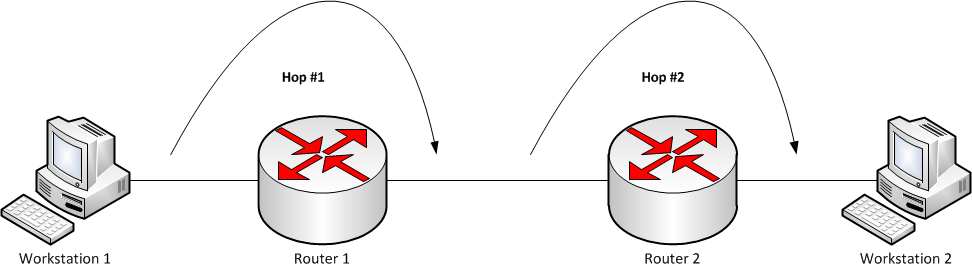 Hop #1
Hop #2
Workstation 1
Router 1
Router 2
Workstation 2